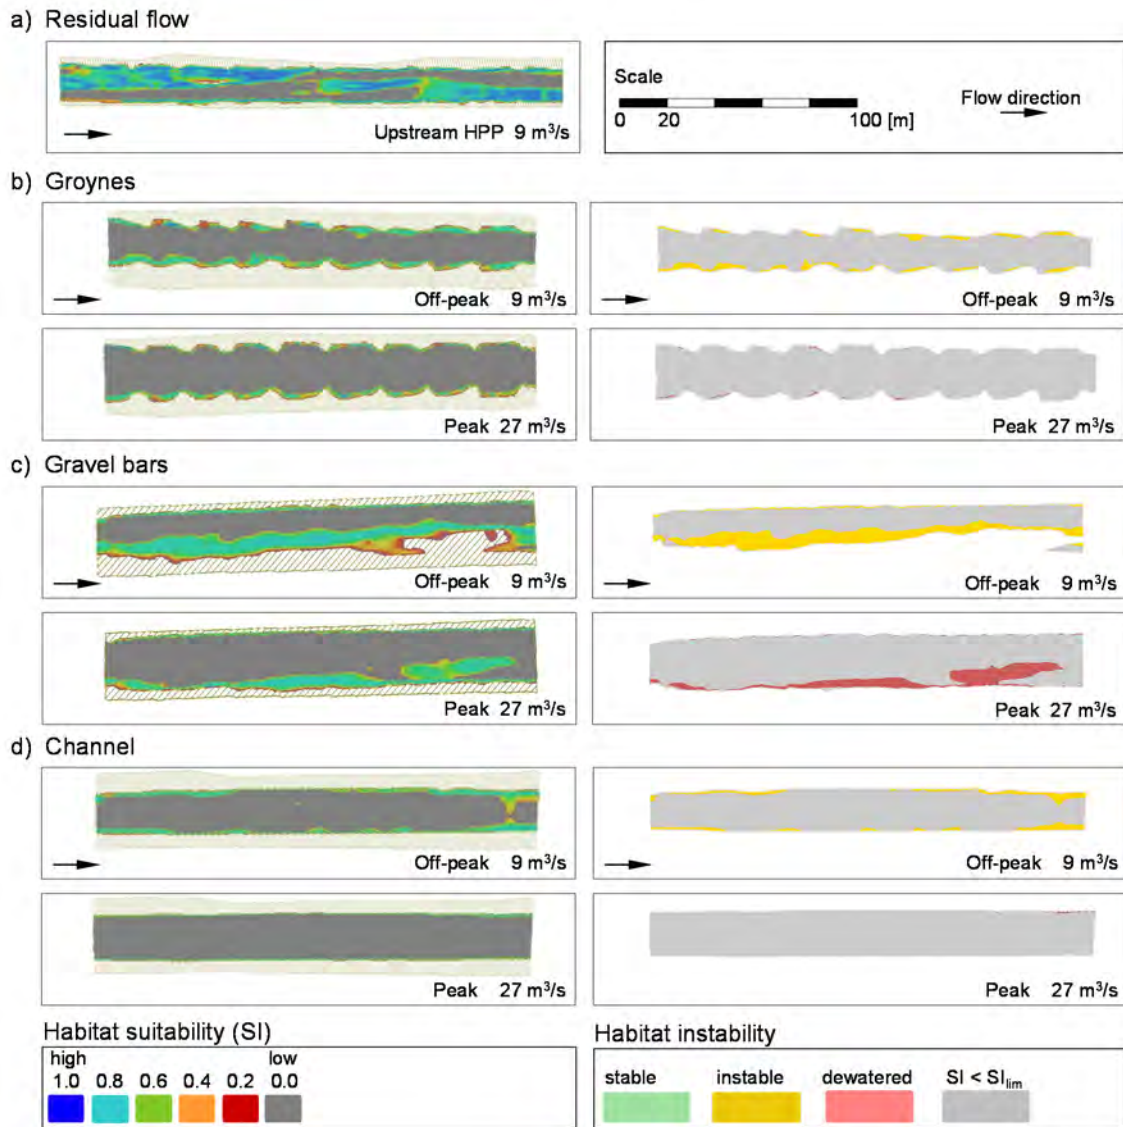 a) Residual flow
Upstream HPP 9 m³/s
Scale
0 20 100 [m]
Flow direction
b) Groynes
Off-peak 9 m³/s
Off-peak 9 m³/s
Peak 27 m³/s
Peak 27 m³/s
c) Gravel bars
Off-peak 9 m³/s
Off-peak 9 m³/s
Peak 27 m³/s
Peak 27 m³/s
d) Channel
Off-peak 9 m³/s
Off-peak 9 m³/s
Peak 27 m³/s
Peak 27 m³/s
Habitat suitability (SI)
high low
1.0 0.8 0.6 0.4 0.2 0.0
Habitat instability
stable instable dewatered SI < SI_lim